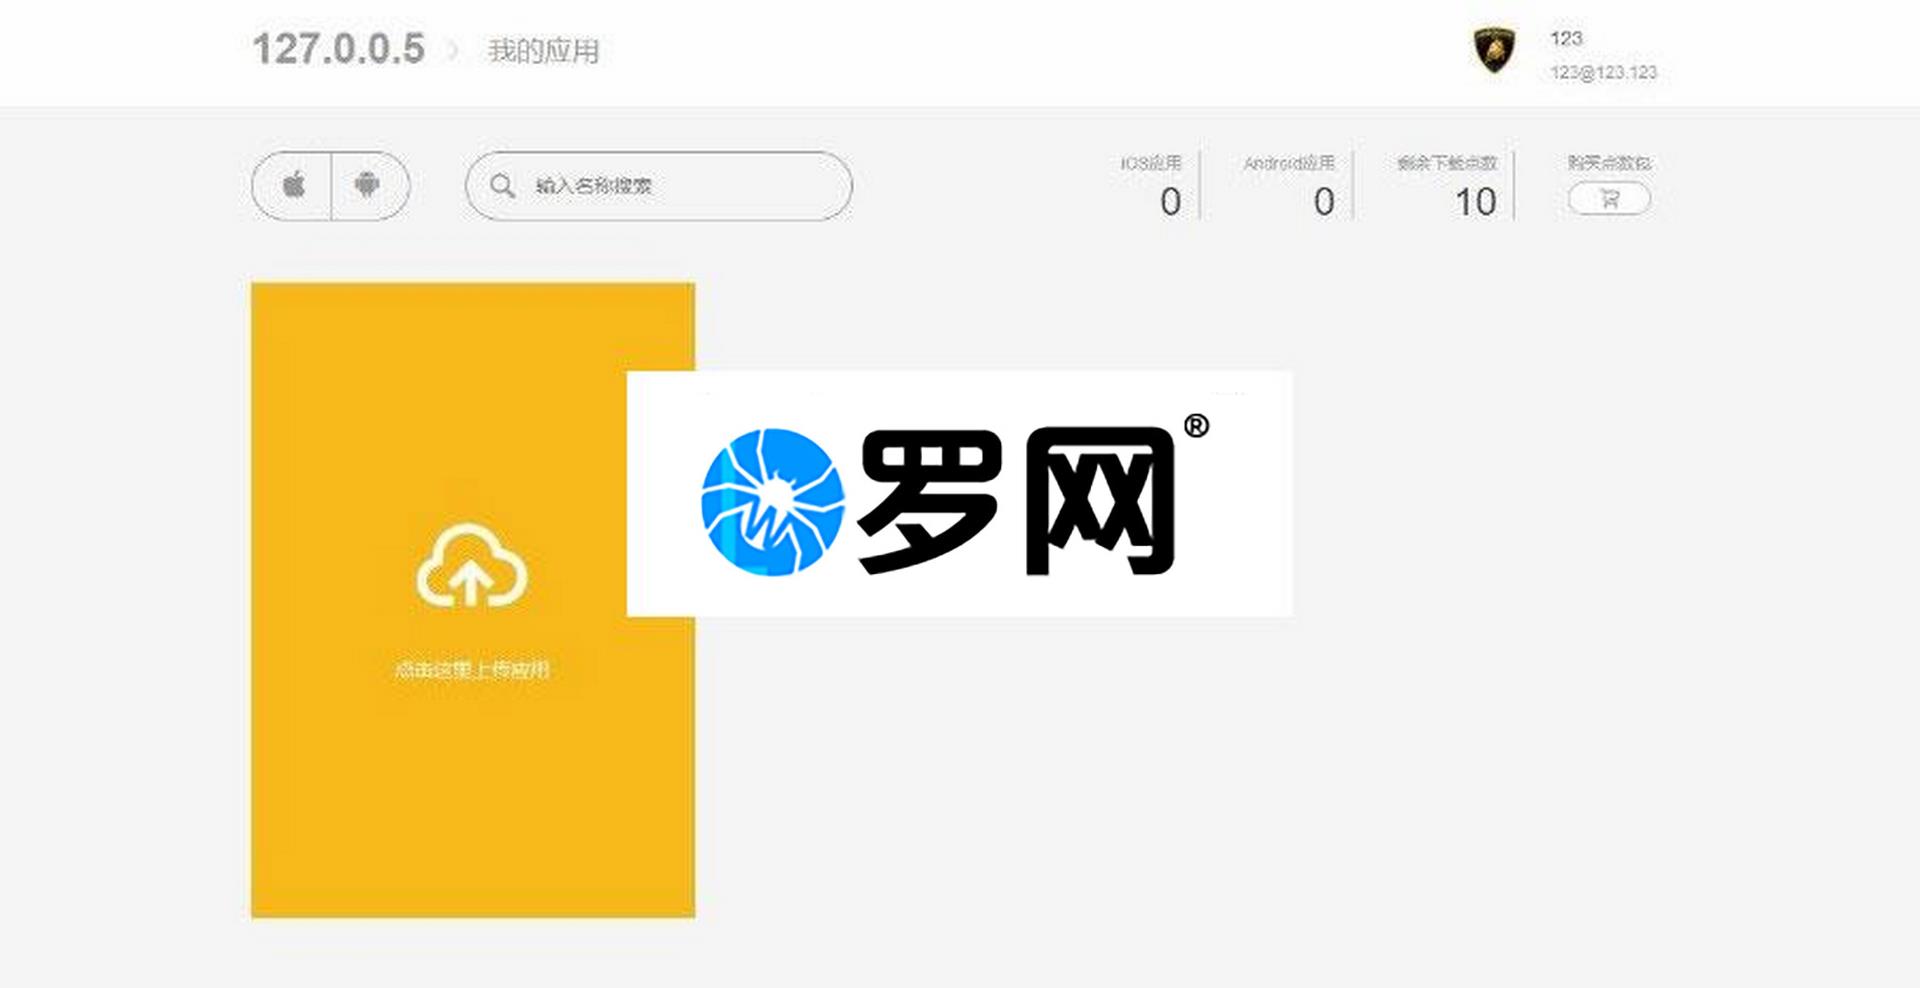 127.0.0.5 我的应用
123
123@123.123
输入名称搜索
iOS应用
0
Android应用
0
剩余下载点数
10
购买点数包
罗网®
点击这里上传应用